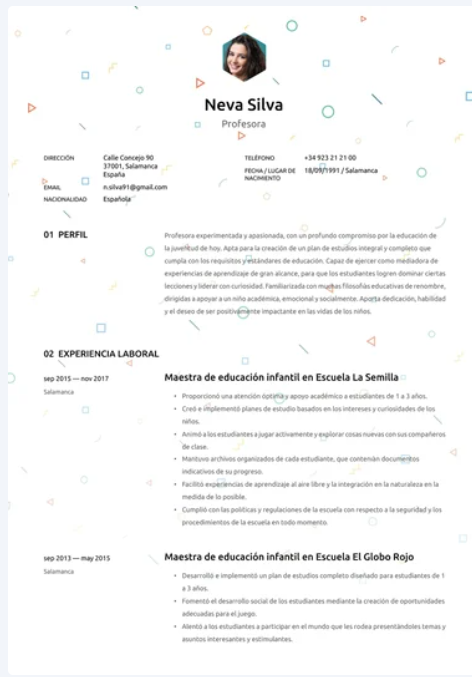 Neva Silva
Profesora
DIRECCIÓN
Calle Concejo 90
37001, Salamanca
España
EMAIL
n.silva91@gmail.com
NACIONALIDAD
Española
TELÉFONO
+34 923 21 21 00
FECHA / LUGAR DE
NACIMIENTO
18/09/1991 / Salamanca
01 PERFIL
Profesora experimentada y apasionada, con un profundo compromiso por la educación de
la juventud de hoy. Apta para la creación de un plan de estudios integral y completo que
cumpla con los requisitos y estándares de educación. Capaz de ejercer como mediadora de
experiencias de aprendizaje de gran alcance, para que los estudiantes logren dominar ciertas
lecciones y liderar con curiosidad. Familiarizada con muchas filosofías educativas de renombre,
dirigidas a apoyar a un niño académica, emocional y socialmente. Aporta dedicación, habilidad
y el deseo de ser positivamente impactante en las vidas de los niños.
02 EXPERIENCIA LABORAL
sep 2015 — nov 2017
Salamanca
Maestra de educación infantil en Escuela La Semilla
• Proporcionó una atención óptima y apoyo académico a estudiantes de 1 a 3 años.
• Creó e implementó planes de estudio basados en los intereses y curiosidades de los
niños.
• Animó a los estudiantes a jugar activamente y explorar cosas nuevas con sus compañeros
de clase.
• Mantuvo archivos organizados de cada estudiante, que contenían documentos
indicativos de su progreso.
• Facilitó experiencias de aprendizaje al aire libre y la integración en la naturaleza en la
medida de lo posible.
• Cumplió con las políticas y regulaciones de la escuela con respecto a la seguridad y los
procedimientos de la escuela en todo momento.
sep 2013 — may 2015
Salamanca
Maestra de educación infantil en Escuela El Globo Rojo
• Desarrolló e implementó un plan de estudios completo diseñado para estudiantes de 1
a 3 años.
• Fomentó el desarrollo social de los estudiantes mediante la creación de oportunidades
adecuadas para el juego.
• Alentó a los estudiantes a participar en el mundo que les rodea presentándoles temas y
asuntos interesantes y estimulantes.